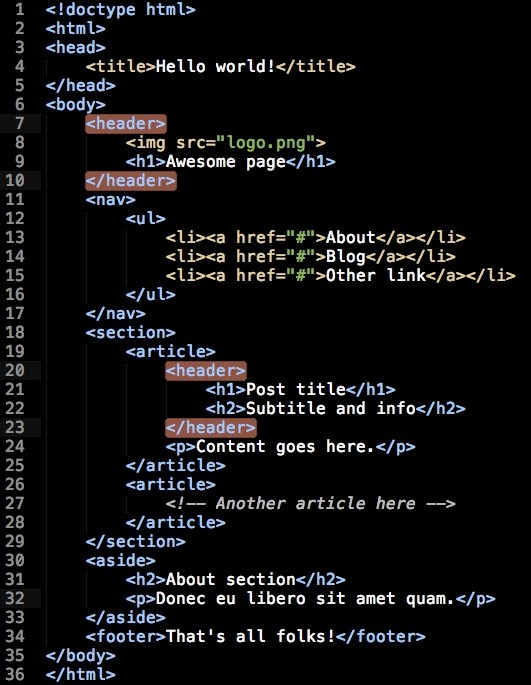 1 <!doctype html>
2 <html>
3 <head>
4     <title>Hello world!</title>
5 </head>
6 <body>
7     <header>
8         <img src="logo.png">
9         <h1>Awesome page</h1>
10     </header>
11     <nav>
12         <ul>
13             <li><a href="#">About</a></li>
14             <li><a href="#">Blog</a></li>
15             <li><a href="#">Other link</a></li>
16         </ul>
17     </nav>
18     <section>
19         <article>
20             <header>
21                 <h1>Post title</h1>
22                 <h2>Subtitle and info</h2>
23             </header>
24             <p>Content goes here.</p>
25         </article>
26         <article>
27             <!-- Another article here -->
28         </article>
29     </section>
30     <aside>
31         <h2>About section</h2>
32         <p>Donec eu libero sit amet quam.</p>
33     </aside>
34     <footer>That's all folks!</footer>
35 </body>
36 </html>